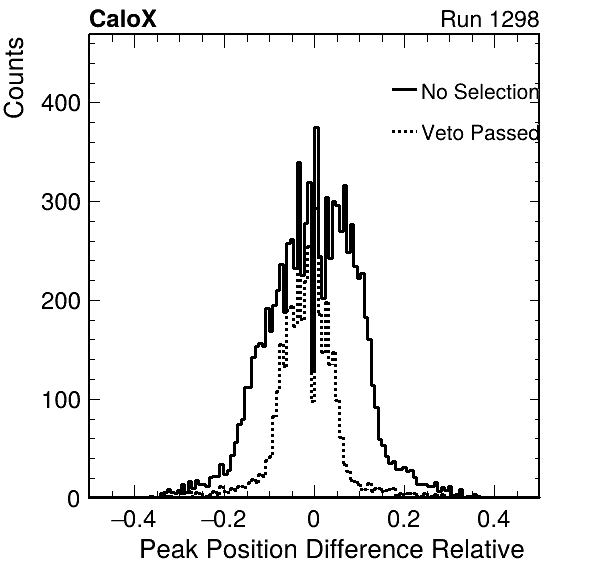 CaloX Run 1298
Counts
No Selection
Veto Passed
400
300
200
100
0
−0.4 −0.2 0 0.2 0.4
Peak Position Difference Relative